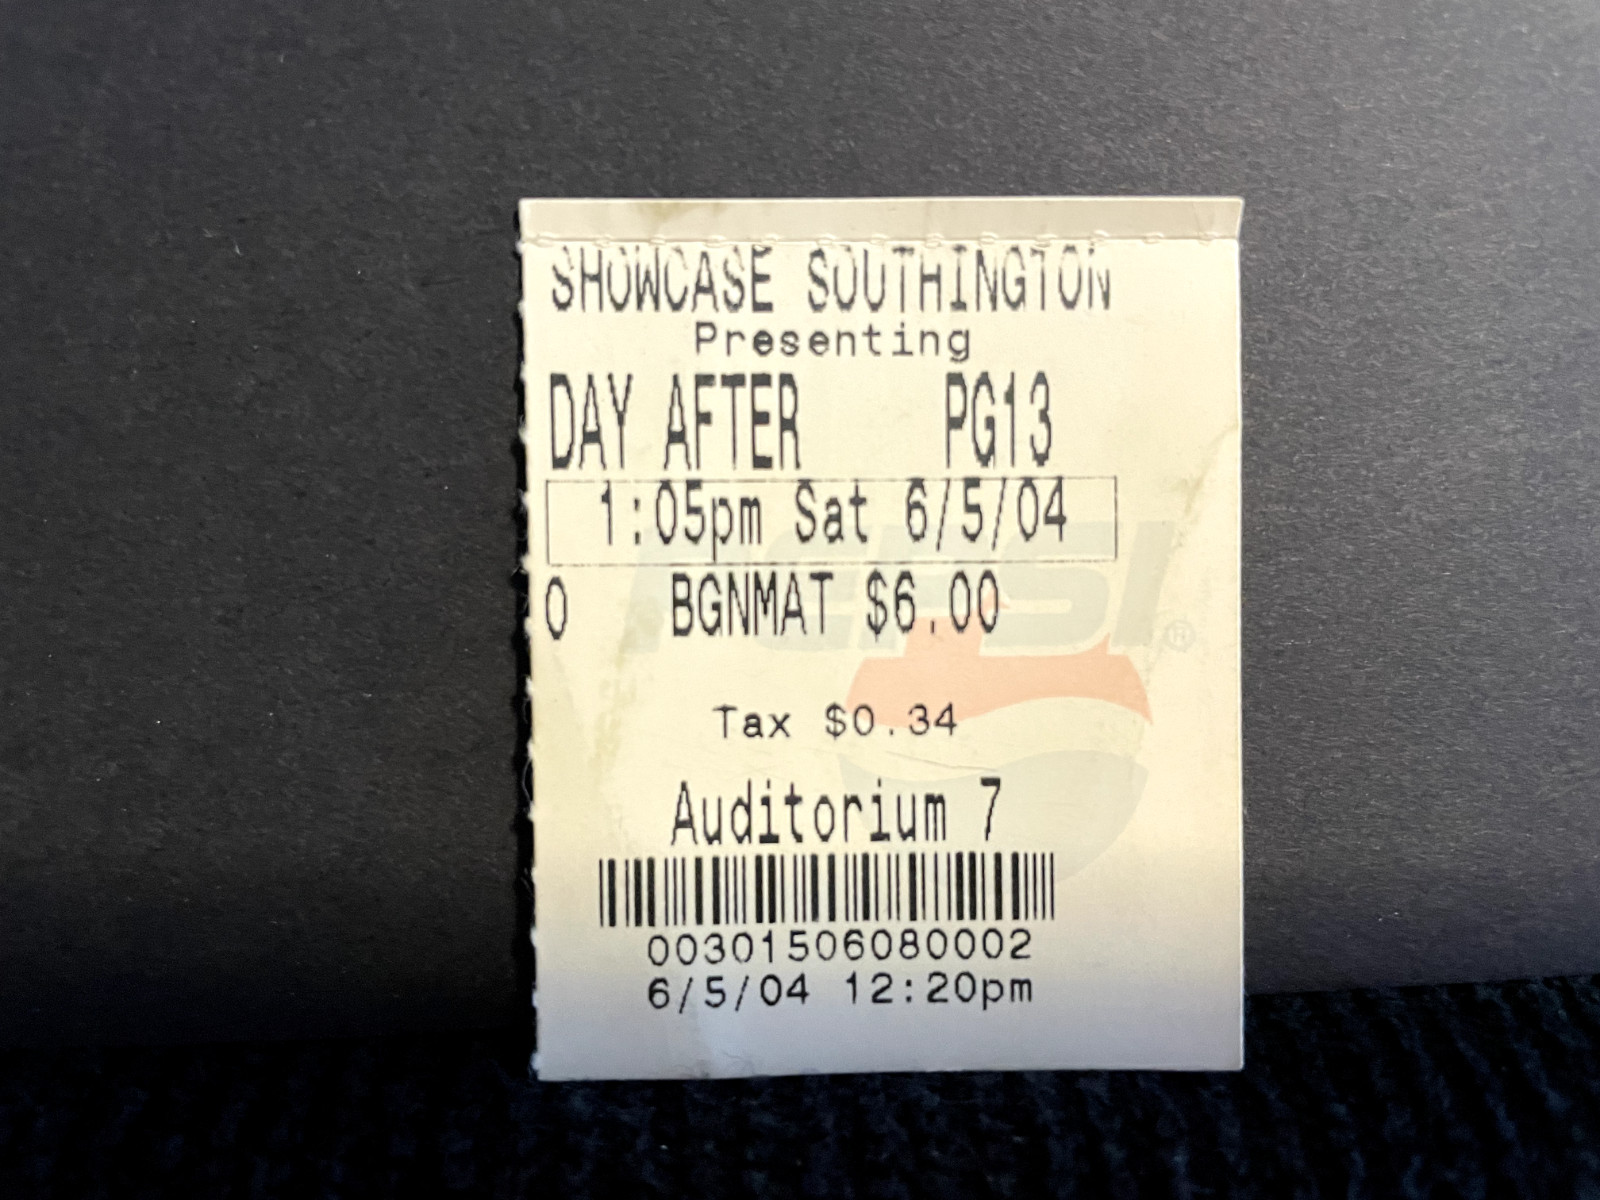 SHOWCASE SOUTHINGTON
Presenting
DAY AFTER PG13
1:05pm Sat 6/5/04
0 BGNMAT $6.00
PEPSI ®
Tax $0.34
Auditorium 7
00301506080002
6/5/04 12:20pm